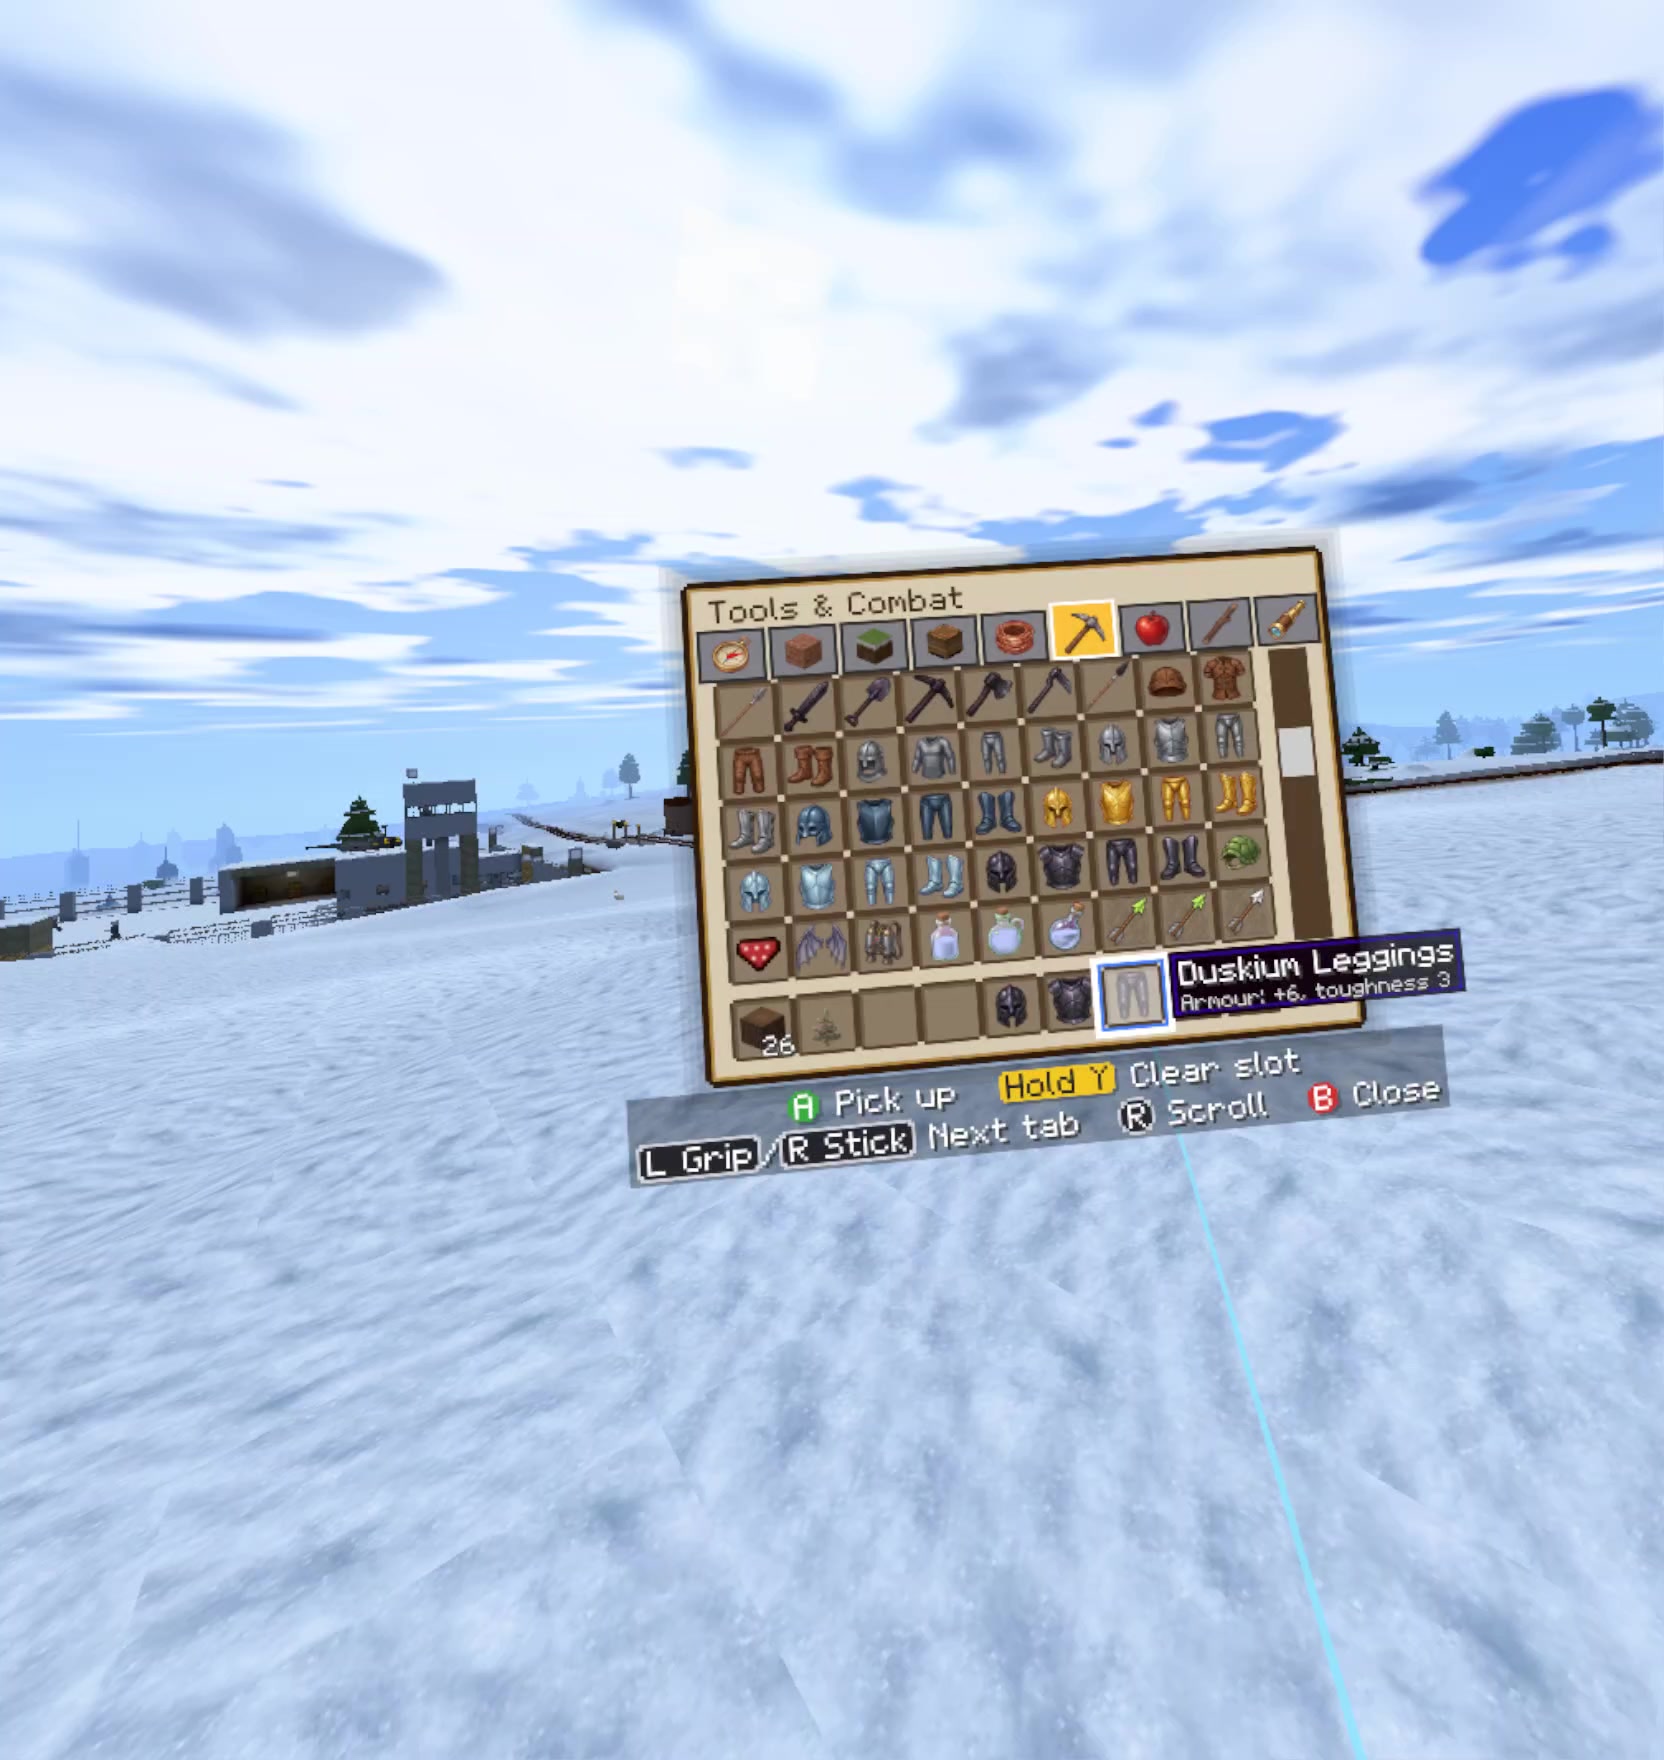 Tools & Combat
Duskium Leggings
Armour: +6, toughness 3
26
A Pick up Hold Y Clear slot
L Grip/R Stick Next tab R Scroll B Close